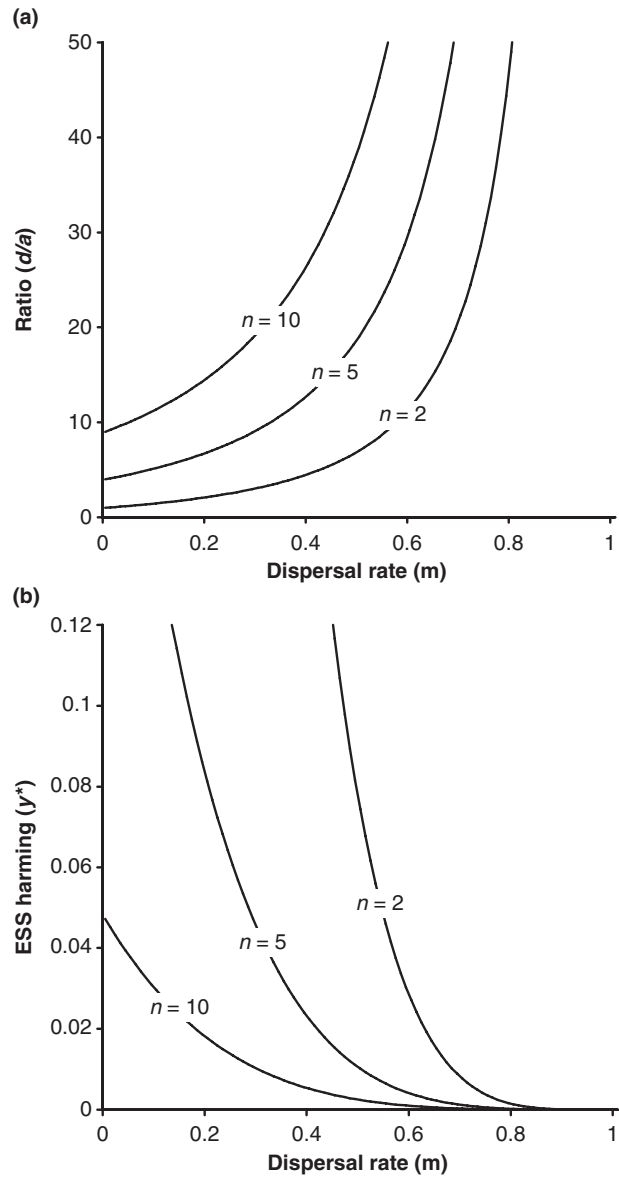 (a)
50
40
30
20
10
0
Ratio (d/a)
n = 10
n = 5
n = 2
0 0.2 0.4 0.6 0.8 1
Dispersal rate (m)
(b)
0.12
0.1
0.08
0.06
0.04
0.02
0
ESS harming (y*)
n = 2
n = 5
n = 10
0 0.2 0.4 0.6 0.8 1
Dispersal rate (m)